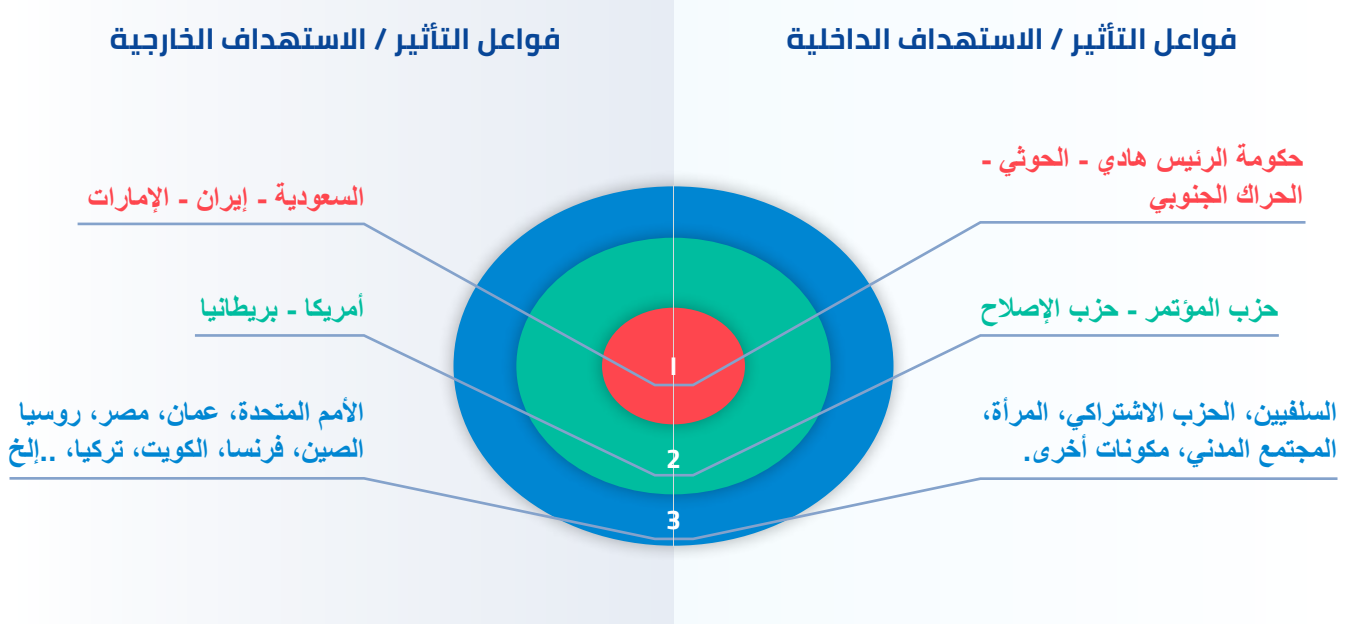 فواعل التأثير / الاستهداف الداخلية
حكومة الرئيس هادي - الحوثي -
الحراك الجنوبي
حزب المؤتمر - حزب الإصلاح
السلفيين، الحزب الاشتراكي، المرأة،
المجتمع المدني، مكونات أخرى.
فواعل التأثير / الاستهداف الخارجية
السعودية - إيران - الإمارات
أمريكا - بريطانيا
الأمم المتحدة، عمان، مصر، روسيا
الصين، فرنسا، الكويت، تركيا، ..إلخ
1
2
3